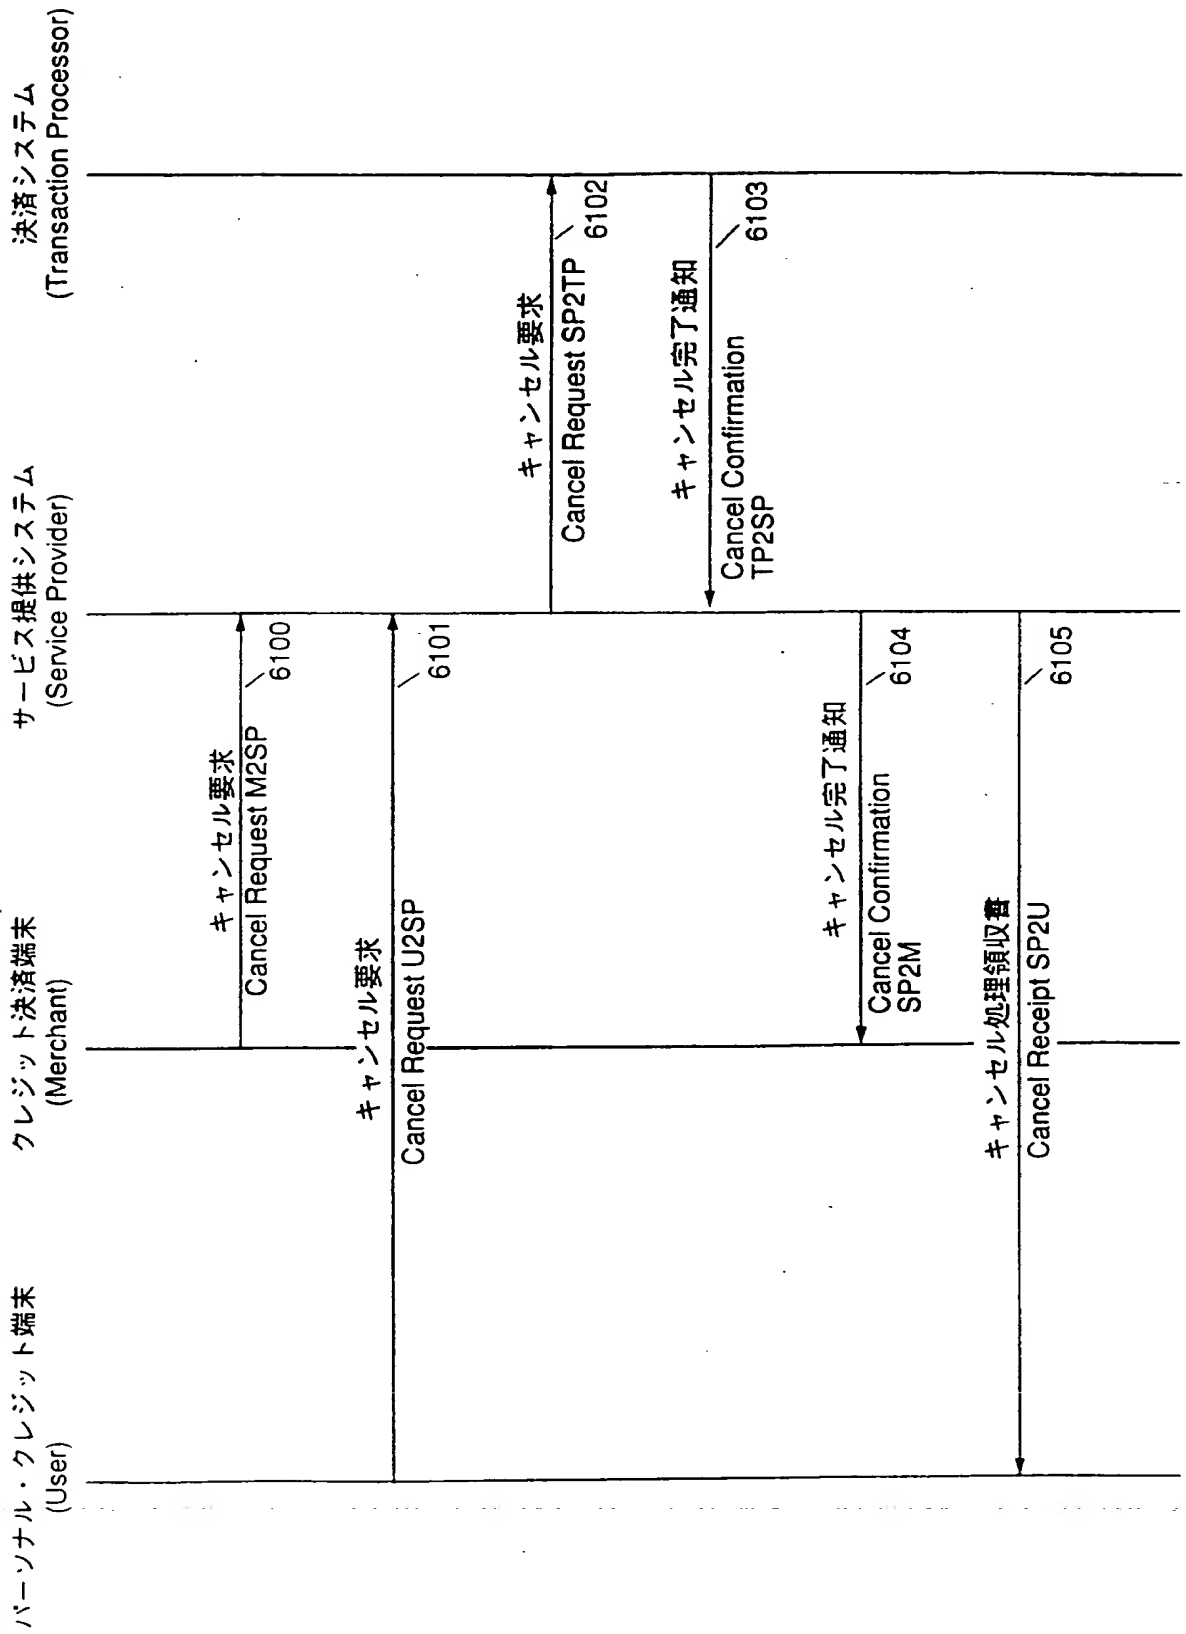 パーソナル・クレジット端末
(User)
クレジット決済端末
(Merchant)
サービス提供システム
(Service Provider)
決済システム
(Transaction Processor)
キャンセル要求
Cancel Request M2SP
6100
キャンセル要求
Cancel Request U2SP
6101
キャンセル要求
Cancel Request SP2TP
6102
キャンセル完了通知
Cancel Confirmation
TP2SP
6103
キャンセル完了通知
Cancel Confirmation
SP2M
6104
キャンセル処理領収書
Cancel Receipt SP2U
6105